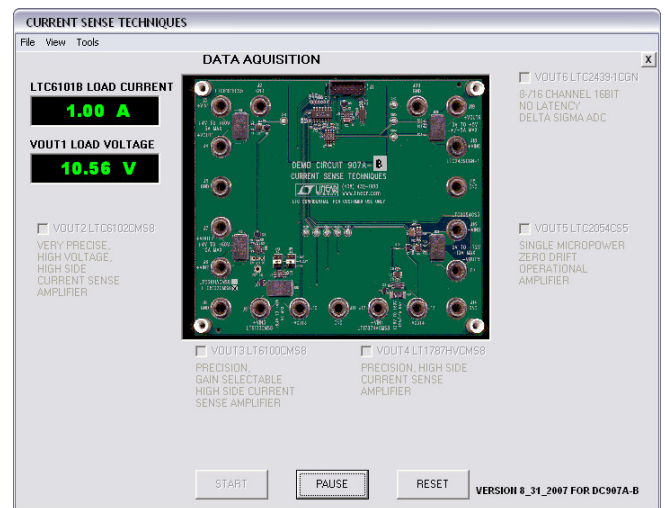 CURRENT SENSE TECHNIQUES
File View Tools
DATA AQUISITION
X
LTC6101B LOAD CURRENT
1.00 A
VOUT1 LOAD VOLTAGE
10.56 V
VOUT2 LTC6102CMS8
VERY PRECISE,
HIGH VOLTAGE,
HIGH SIDE
CURRENT SENSE
AMPLIFIER
DEMO CIRCUIT 907A-B
CURRENT SENSE TECHNIQUES
LINEAR
(408) 432-1900
VOUT6 LTC2439-1CGN
8-/16 CHANNEL 16BIT
NO LATENCY
DELTA SIGMA ADC
VOUT5 LTC2054CS5
SINGLE MICROPOWER
ZERO DRIFT
OPERATIONAL
AMPLIFIER
VOUT3 LT6100CMS8
PRECISION,
GAIN SELECTABLE
HIGH SIDE CURRENT
SENSE AMPLIFIER
VOUT4 LT1787HVCMS8
PRECISION, HIGH SIDE
CURRENT SENSE
AMPLIFIER
START
PAUSE
RESET
VERSION 8_31_2007 FOR DC907A-B